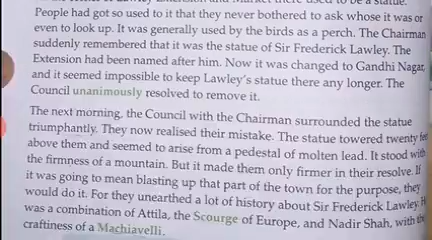 Extension and Market there used to be a statue.
People had got so used to it that they never bothered to ask whose it was or
even to look up. It was generally used by the birds as a perch. The Chairman
suddenly remembered that it was the statue of Sir Frederick Lawley. The
Extension had been named after him. Now it was changed to Gandhi Nagar,
and it seemed impossible to keep Lawley's statue there any longer. The
Council unanimously resolved to remove it.
The next morning, the Council with the Chairman surrounded the statue
triumphantly. They now realised their mistake. The statue towered twenty
above them and seemed to arise from a pedestal of molten lead. It stood with
the firmness of a mountain. But it made them only firmer in their resolve. If
it was going to mean blasting up that part of the town for the purpose, they
would do it. For they unearthed a lot of history about Sir Frederick Lawley. H
was a combination of Attila, the Scourge of Europe, and Nadir Shah, with the
craftiness of a Machiavelli.